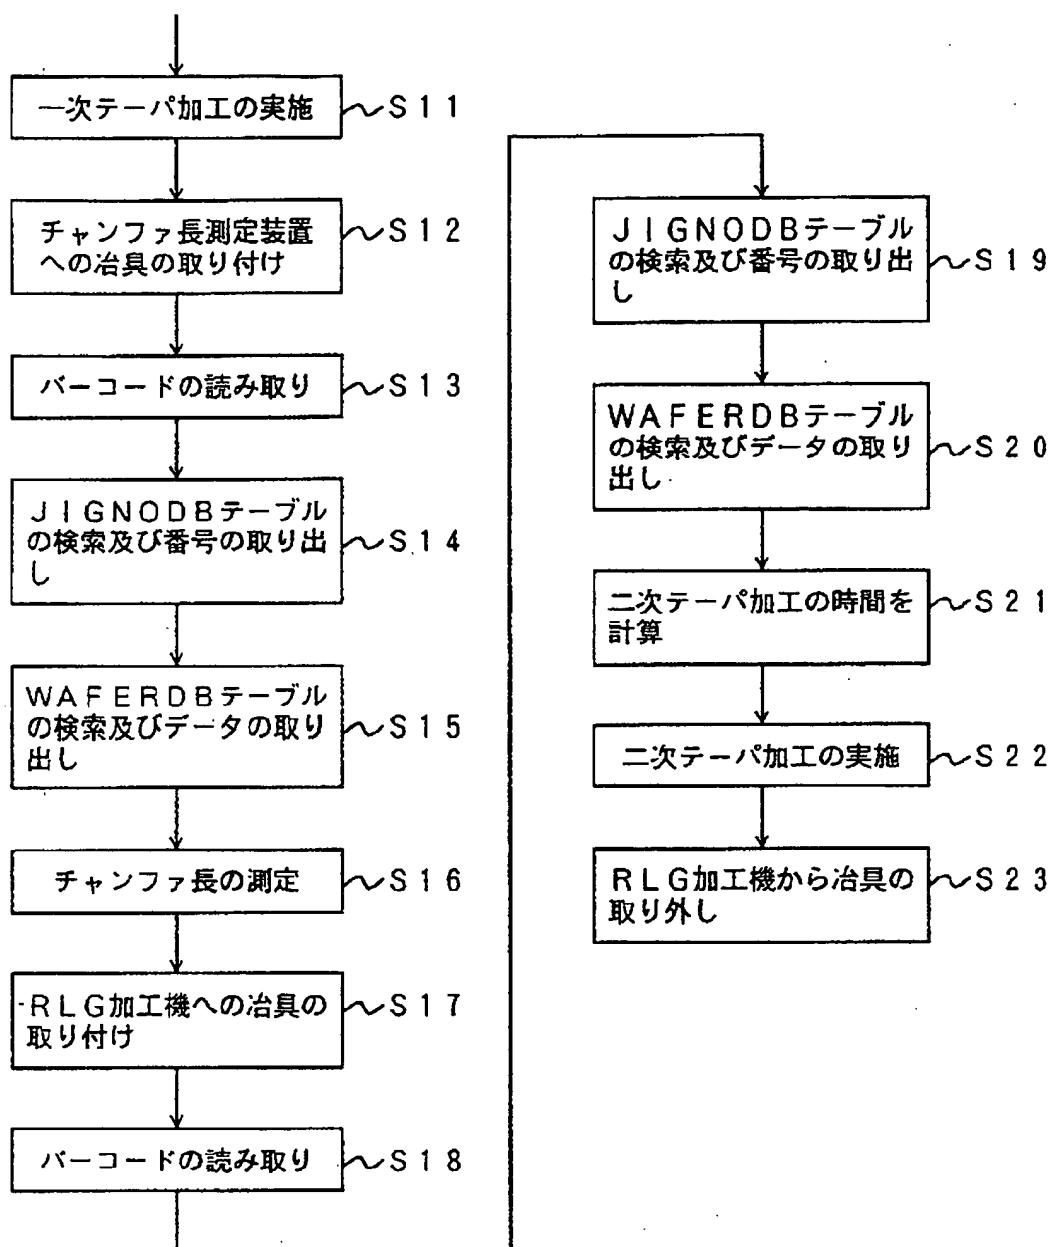 一次テーパ加工の実施
S11
チャンファ長測定装置
への冶具の取り付け
S12
バーコードの読み取り
S13
JIGNODBテーブル
の検索及び番号の取り出
し
S14
WAFERDBテーブル
の検索及びデータの取り
出し
S15
チャンファ長の測定
S16
RLG加工機への冶具の
取り付け
S17
バーコードの読み取り
S18
JIGNODBテーブル
の検索及び番号の取り出
し
S19
WAFERDBテーブル
の検索及びデータの取り
出し
S20
二次テーパ加工の時間を
計算
S21
二次テーパ加工の実施
S22
RLG加工機から冶具の
取り外し
S23